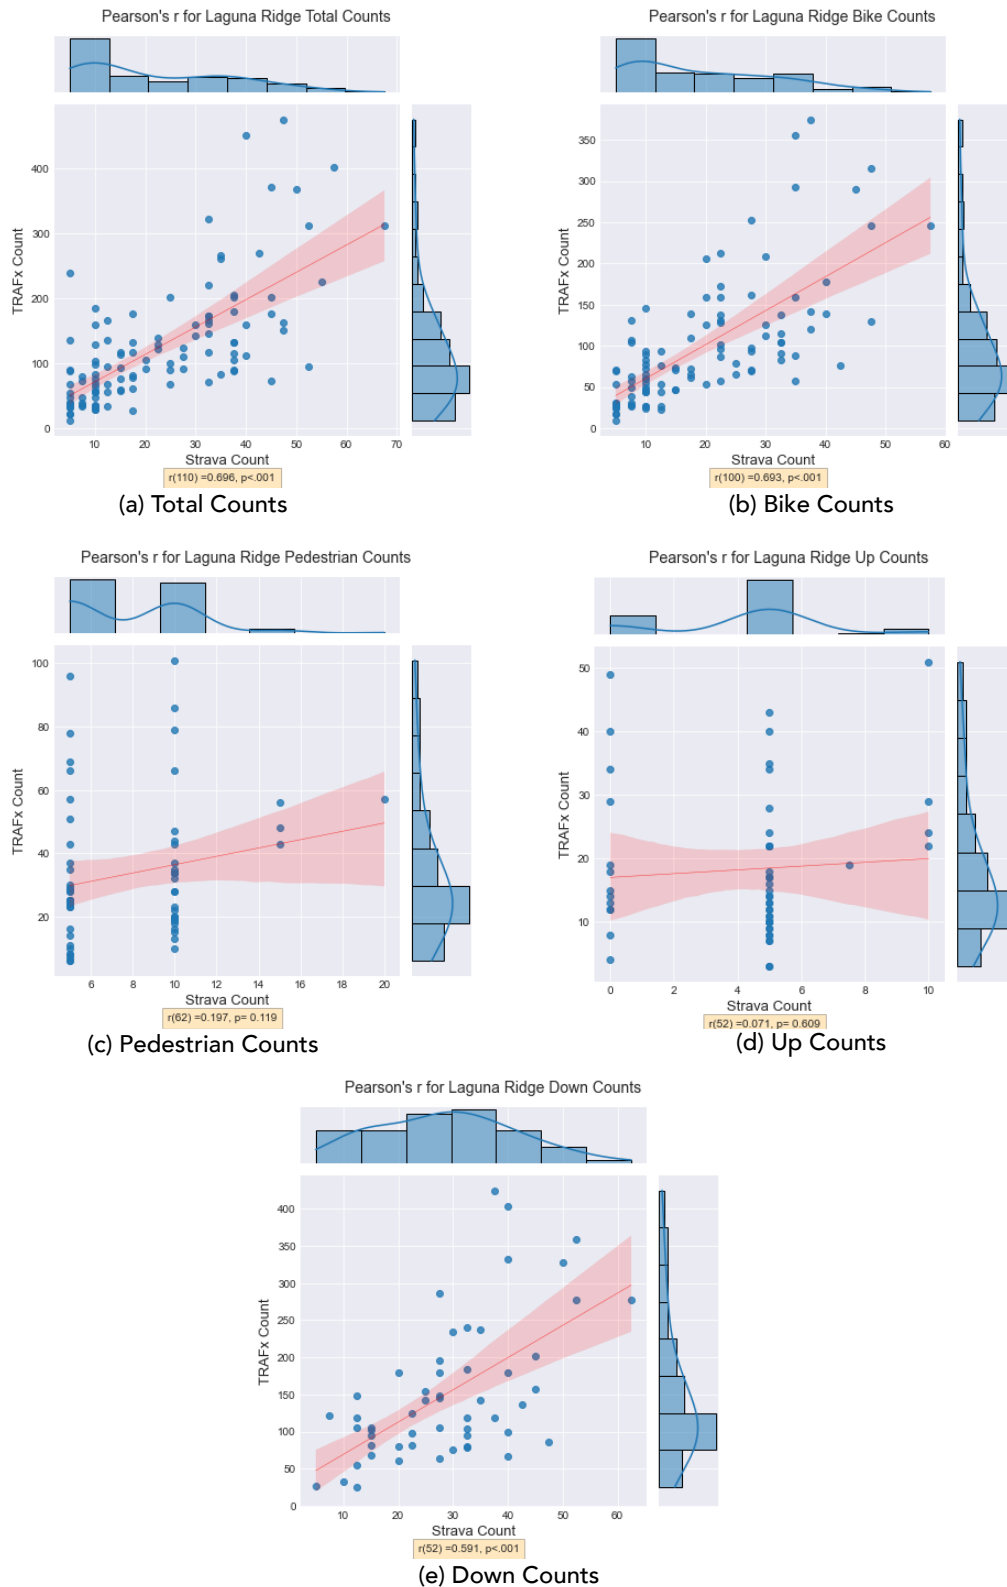 Pearson's r for Laguna Ridge Total Counts
TRAFx Count
400
300
200
100
0
10 20 30 40 50 60 70
Strava Count
r(110) =0.696, p<.001
(a) Total Counts
Pearson's r for Laguna Ridge Bike Counts
TRAFx Count
350
300
250
200
150
100
50
0
10 20 30 40 50 60
Strava Count
r(100) =0.693, p<.001
(b) Bike Counts
Pearson's r for Laguna Ridge Pedestrian Counts
TRAFx Count
100
80
60
40
20
6 8 10 12 14 16 18 20
Strava Count
r(62) =0.197, p= 0.119
(c) Pedestrian Counts
Pearson's r for Laguna Ridge Up Counts
TRAFx Count
50
40
30
20
10
0 2 4 6 8 10
Strava Count
r(52) =0.071, p= 0.609
(d) Up Counts
Pearson's r for Laguna Ridge Down Counts
TRAFx Count
400
350
300
250
200
150
100
50
0
10 20 30 40 50 60
Strava Count
r(52) =0.591, p<.001
(e) Down Counts